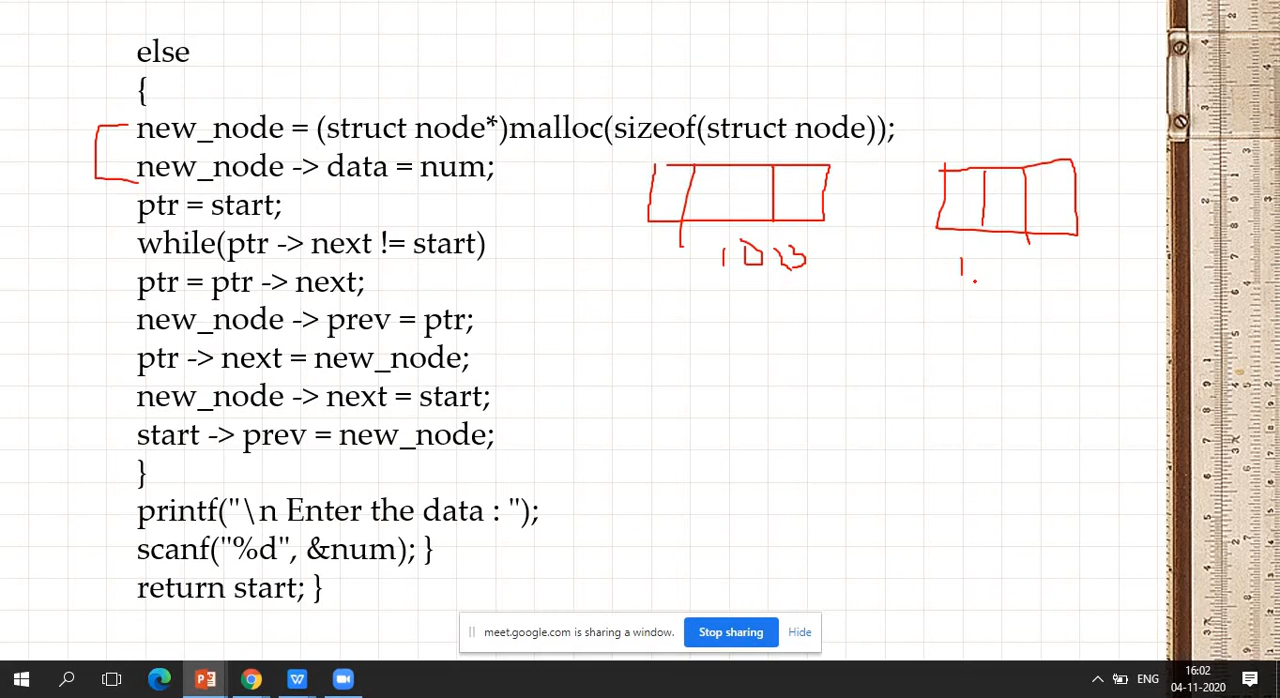 else
{
new_node = (struct node*)malloc(sizeof(struct node));
new_node -> data = num;
ptr = start;
while(ptr -> next != start)
ptr = ptr -> next;
new_node -> prev = ptr;
ptr -> next = new_node;
new_node -> next = start;
start -> prev = new_node;
}
printf("\n Enter the data : ");
scanf("%d", &num); }
return start; }
meet.google.com is sharing a window. Stop sharing Hide
ENG
16:02
04-11-2020